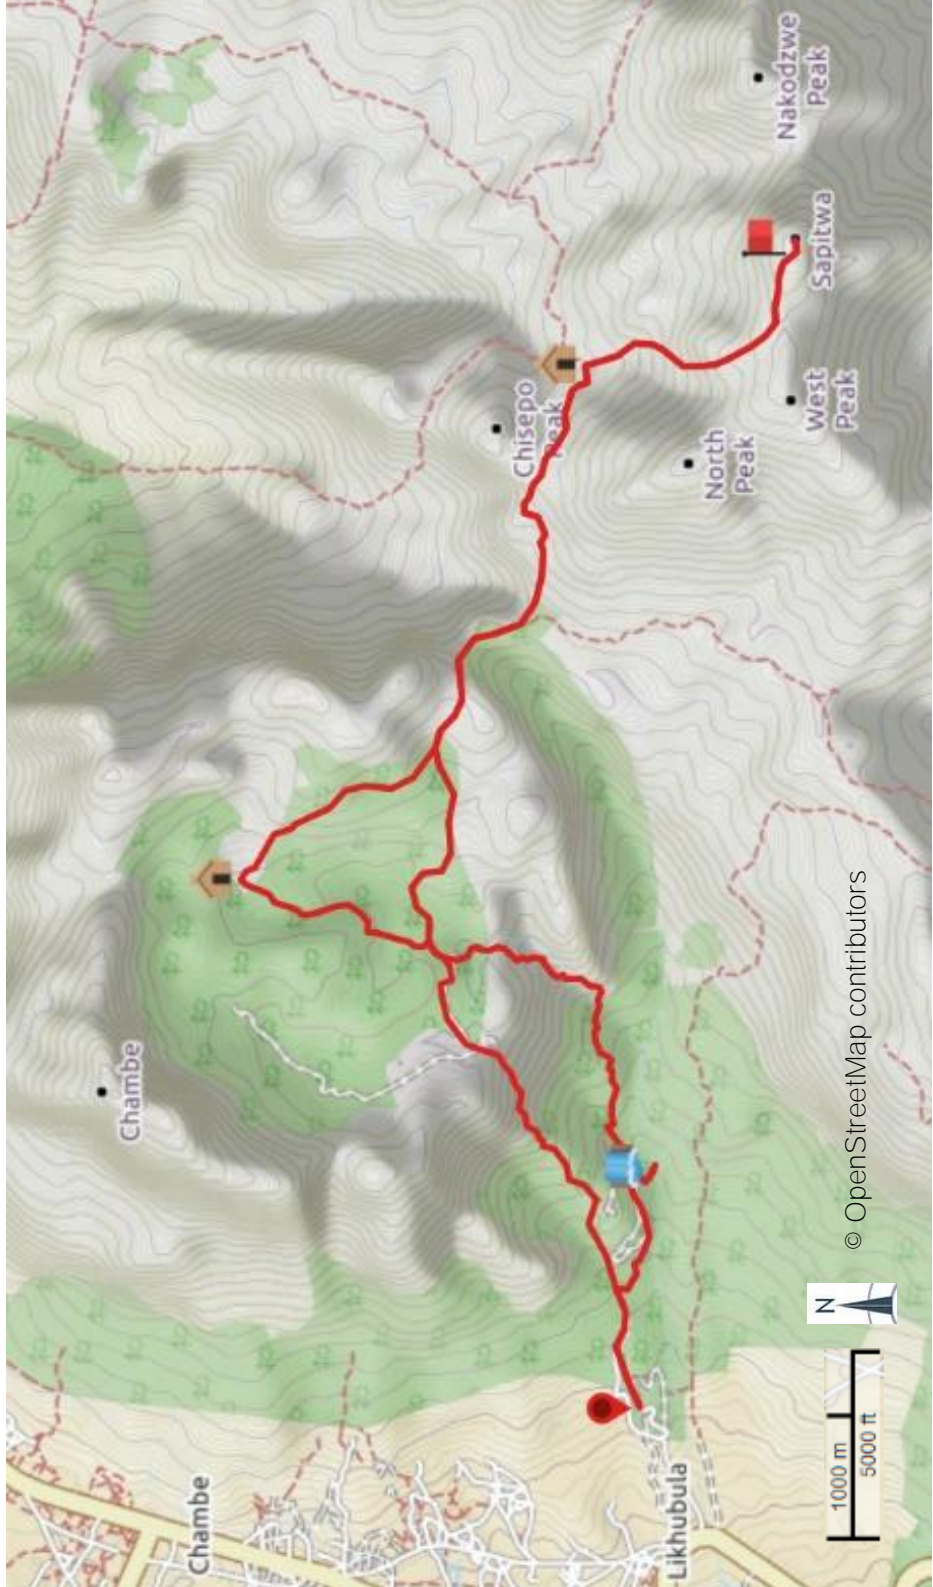 Nakodzwe
Peak
Sapitwa
Chisepo
Peak
West
Peak
North
Peak
Chambe
© OpenStreetMap contributors
N
1000 m
5000 ft
Chambe
Likhubula